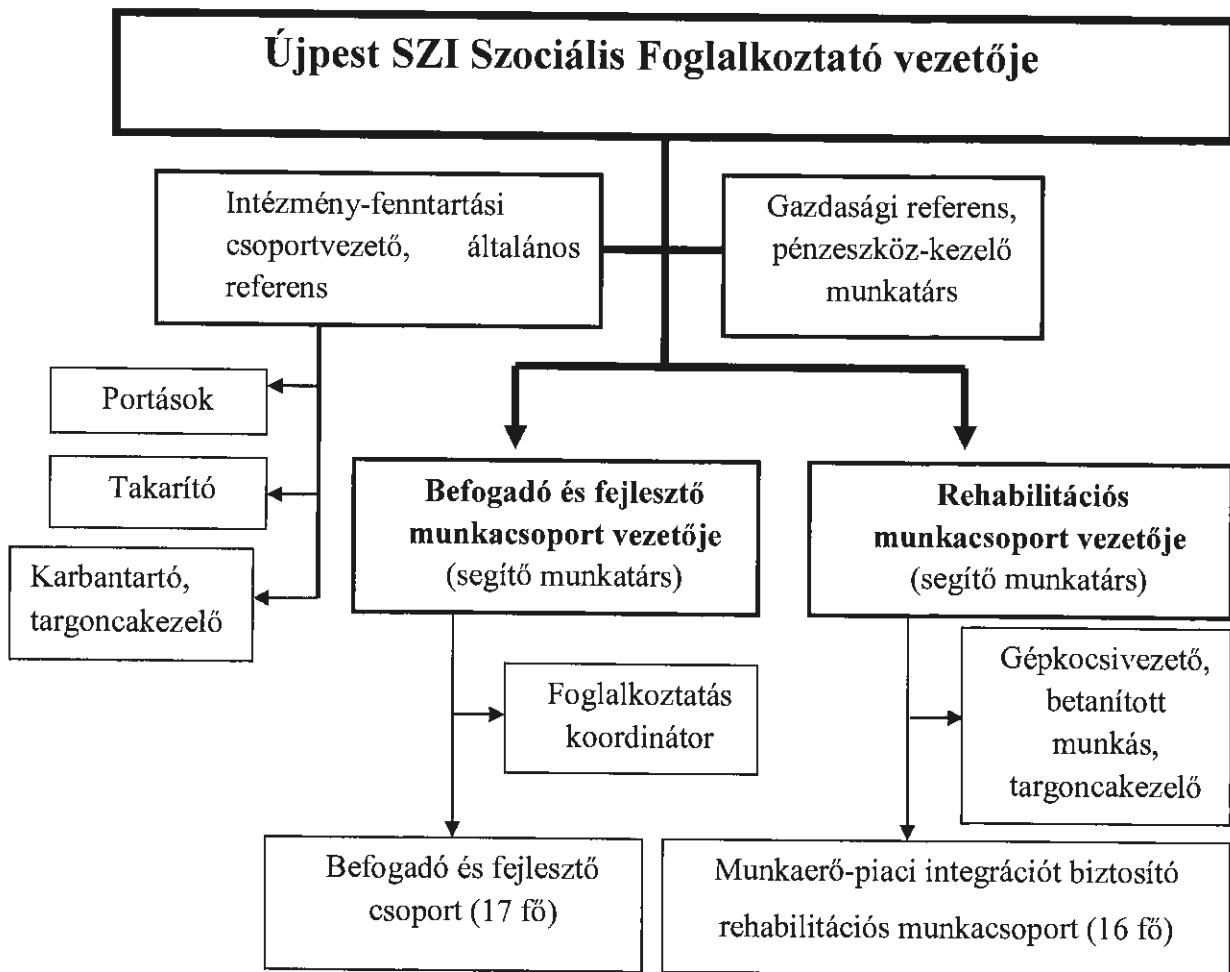 Újpest SZI Szociális Foglalkoztató vezetője
Intézmény-fenntartási
csoportvezető, általános
referens
Gazdasági referens,
pénzeszköz-kezelő
munkatárs
Portások
Takarító
Karbantartó,
targoncakezelő
Befogadó és fejlesztő
munkacsoport vezetője
(segítő munkatárs)
Rehabilitációs
munkacsoport vezetője
(segítő munkatárs)
Foglalkoztatás
koordinátor
Gépkocsivezető,
betanított
munkás,
targoncakezelő
Befogadó és fejlesztő
csoport (17 fő)
Munkaerő-piaci integrációt biztosító
rehabilitációs munkacsoport (16 fő)